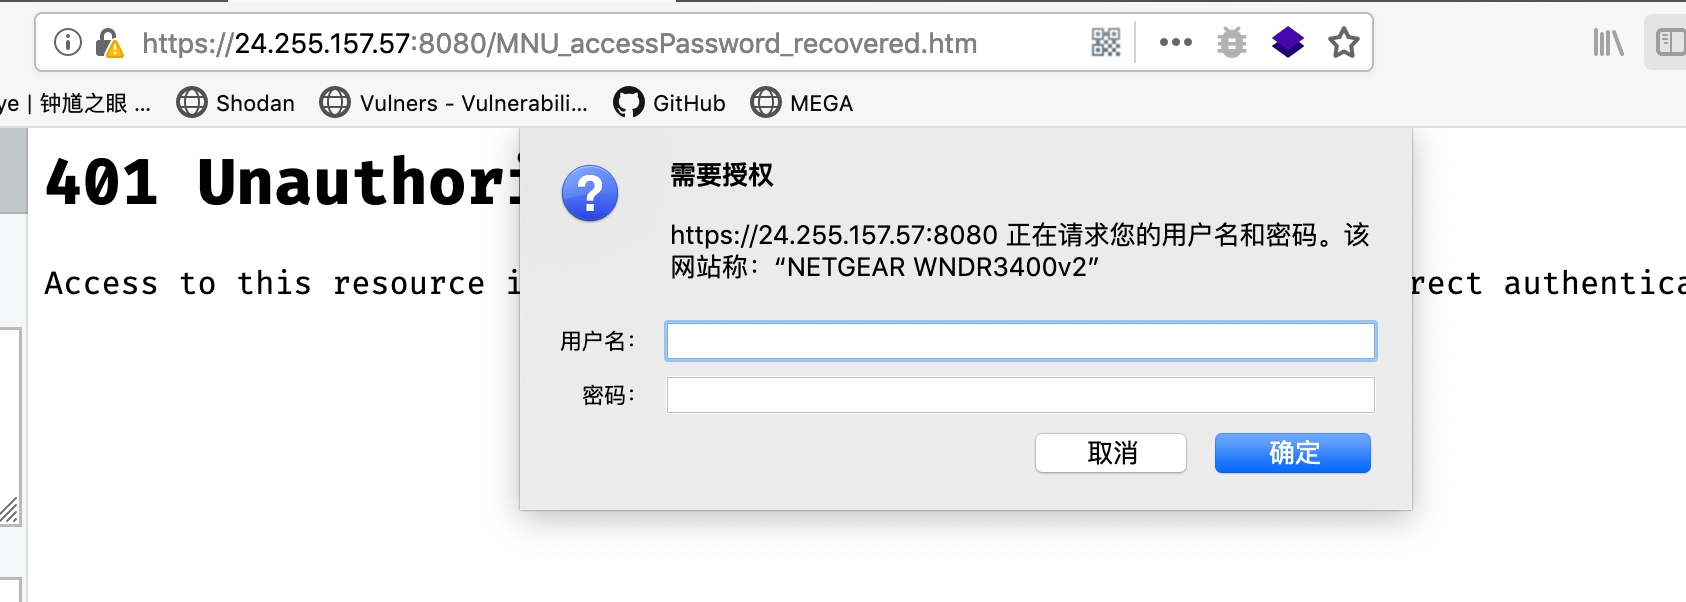 https://24.255.157.57:8080/MNU_accessPassword_recovered.htm
ye | 钟馗之眼 ... Shodan Vulners - Vulnerabili... GitHub MEGA
401 Unauthori
需要授权
https://24.255.157.57:8080 正在请求您的用户名和密码。该
网站称：“NETGEAR WNDR3400v2”
Access to this resource i rect authentica
用户名：
密码：
取消 确定